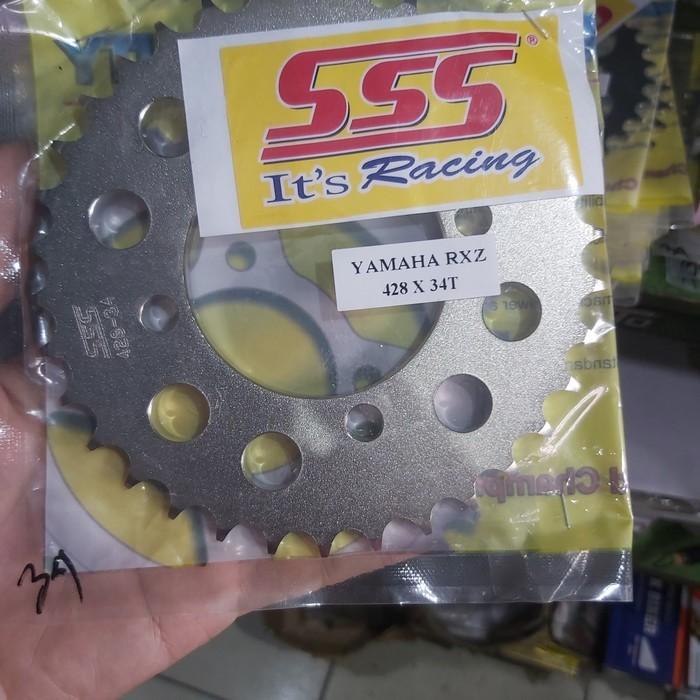 SSS®
It's Racing
YAMAHA RXZ
428 X 34T
SSS
428-34
34